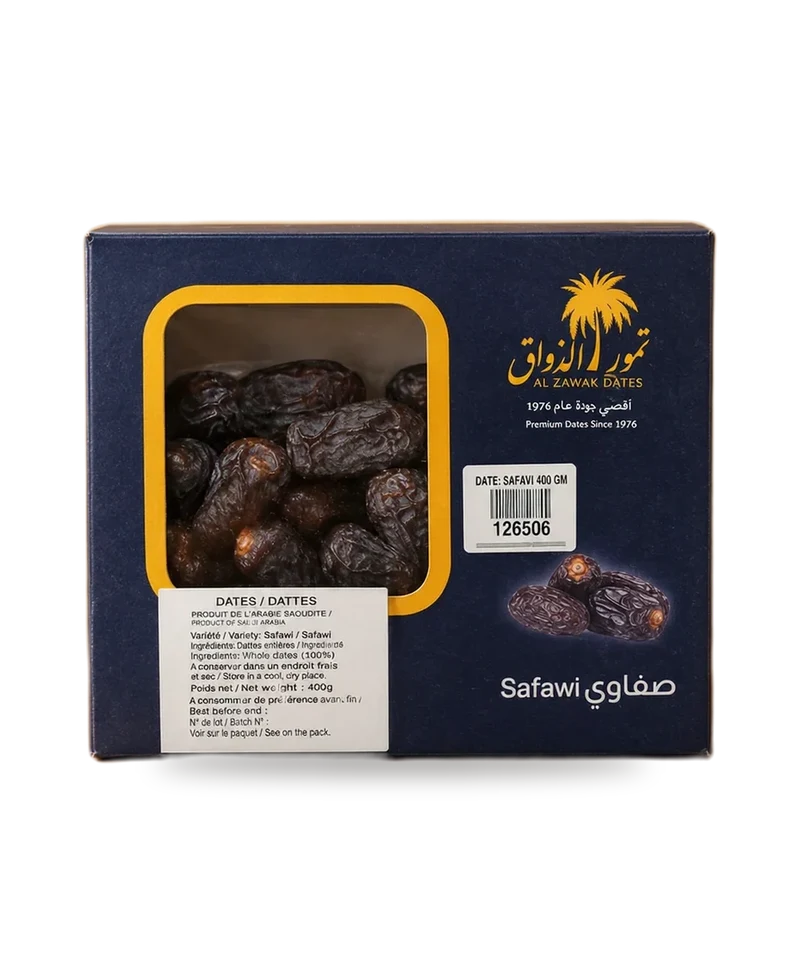 تمور الذواق
AL ZAWAK DATES
أقصي جودة عام 1976
Premium Dates Since 1976
DATE: SAFAVI 400 GM
126506
Safawi صفاوي
DATES / DATTES
PRODUIT DE L'ARABIE SAOUDITE /
PRODUCT OF SAUDI ARABIA
Variété / Variety: Safawi / Safawi
Ingrédients: Dattes entières / Ingredienté
Ingredients: Whole dates (100%)
A conserver dans un endroit frais
et sec / Store in a cool, dry place.
Poids net / Net weight : 400g
A consommer de préférence avant fin /
Best before end :
N° de lot / Batch N° :
Voir sur le paquet / See on the pack.